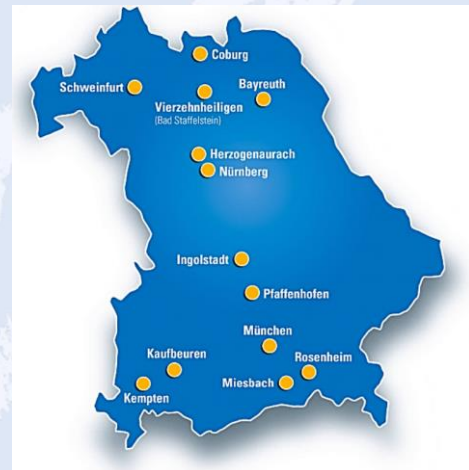 Coburg
Schweinfurt
Bayreuth
Vierzehnheiligen
(Bad Staffelstein)
Herzogenaurach
Nürnberg
Ingolstadt
Pfaffenhofen
München
Kaufbeuren
Rosenheim
Miesbach
Kempten